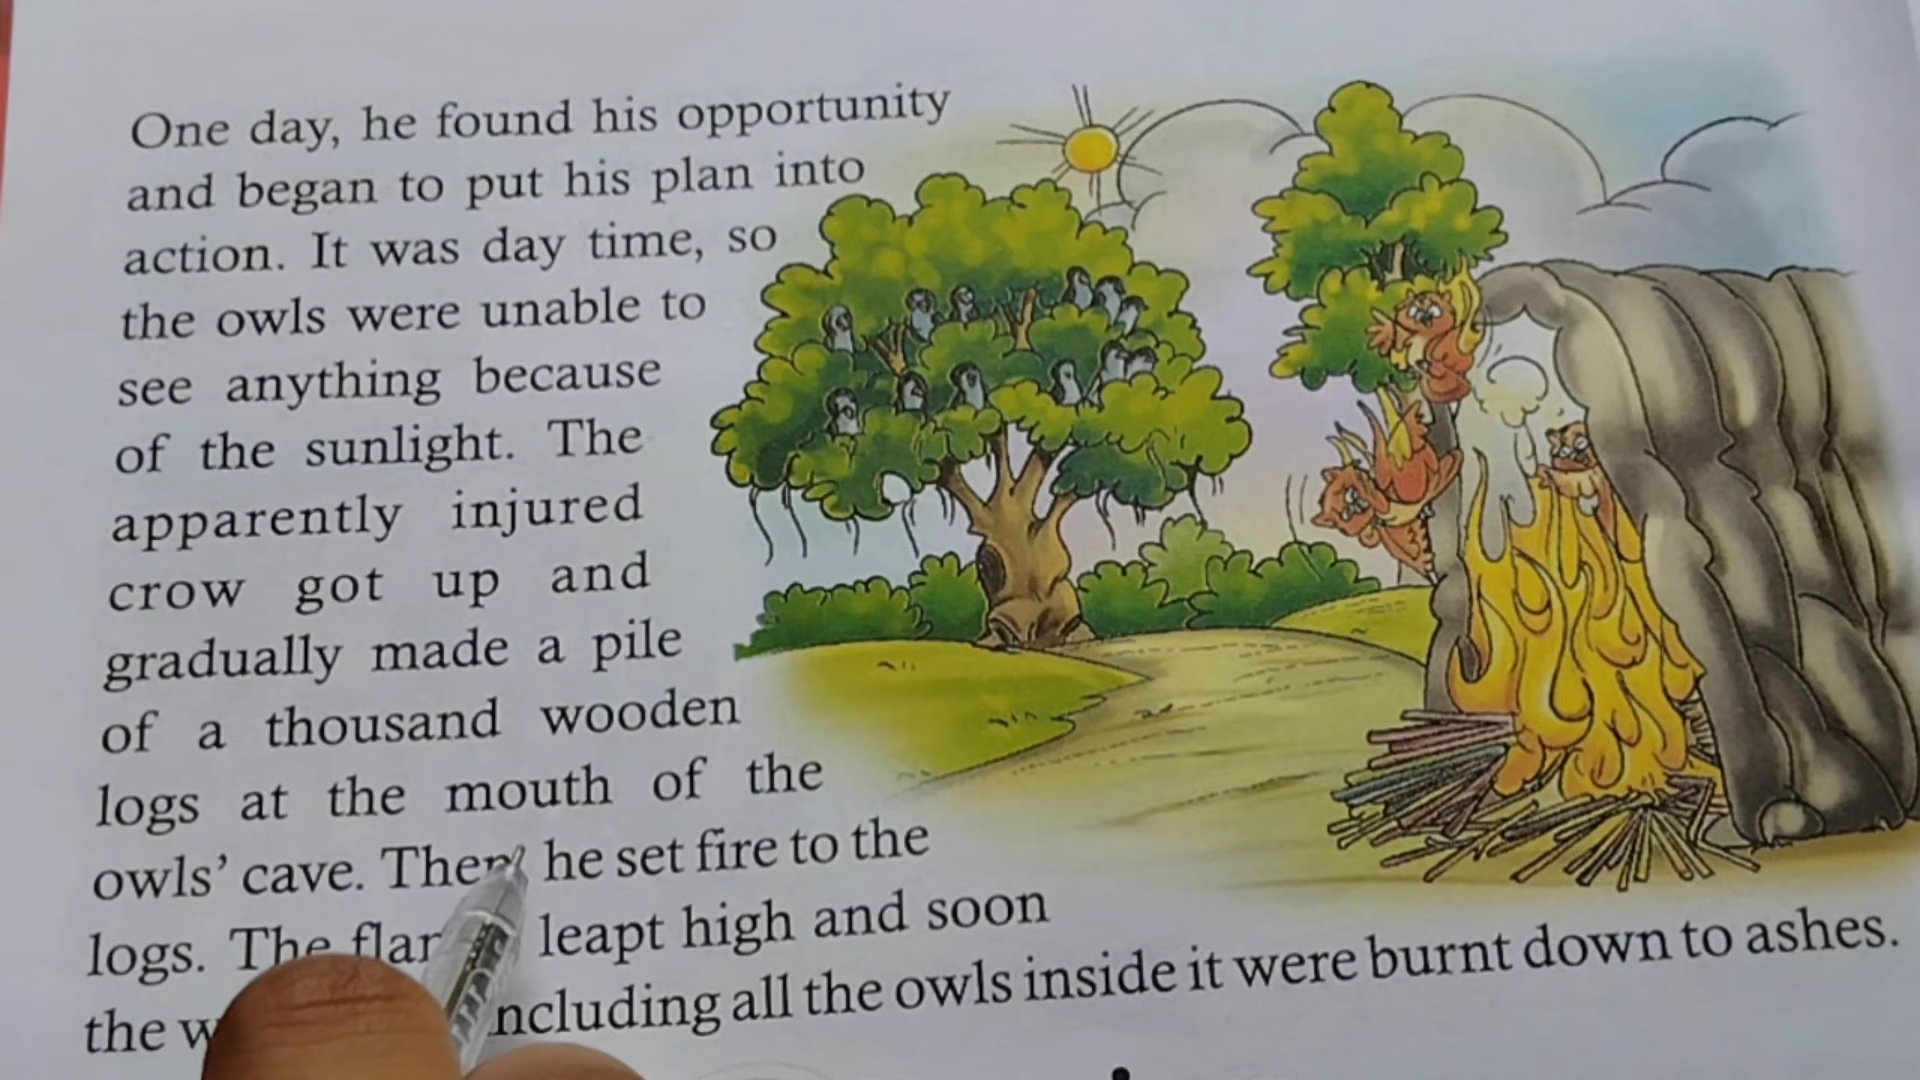 One day, he found his opportunity
and began to put his plan into
action. It was day time, so
the owls were unable to
see anything because
of the sunlight. The
apparently injured
crow got up and
gradually made a pile
of a thousand wooden
logs at the mouth of the
owls' cave. Then he set fire to the
logs. The leapt high and soon
the all the owls inside it were burnt down to ashes.